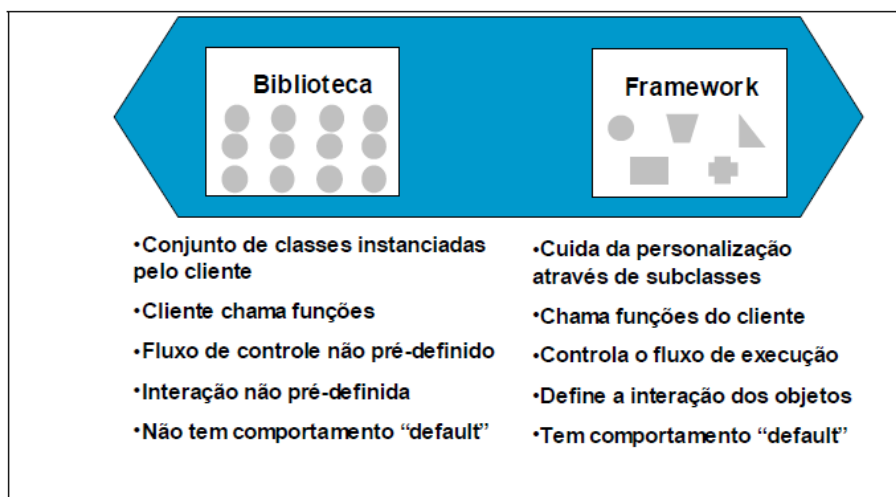 Biblioteca
•Conjunto de classes instanciadas
pelo cliente
•Cliente chama funções
•Fluxo de controle não pré-definido
•Interação não pré-definida
•Não tem comportamento “default”
Framework
•Cuida da personalização
através de subclasses
•Chama funções do cliente
•Controla o fluxo de execução
•Define a interação dos objetos
•Tem comportamento “default”